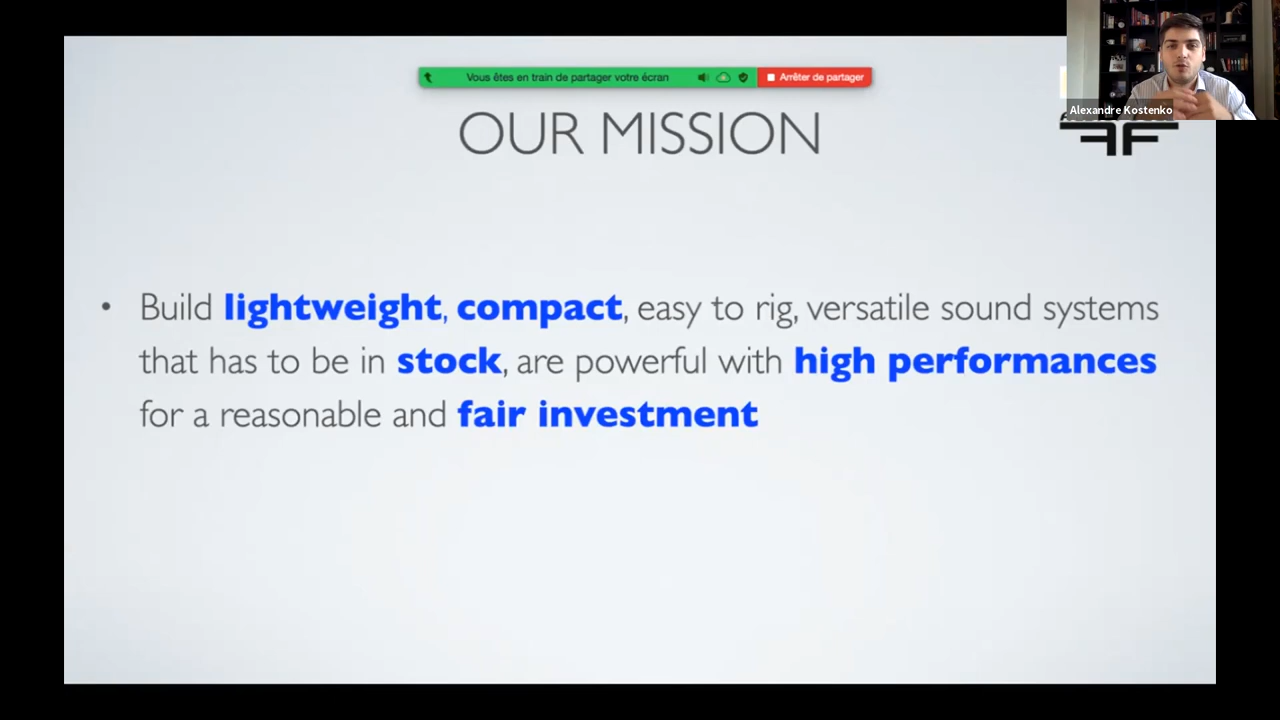 Vous êtes en train de partager votre écran
Arrêter de partager
Alexandre Kostenko
OUR MISSION
• Build lightweight, compact, easy to rig, versatile sound systems
that has to be in stock, are powerful with high performances
for a reasonable and fair investment